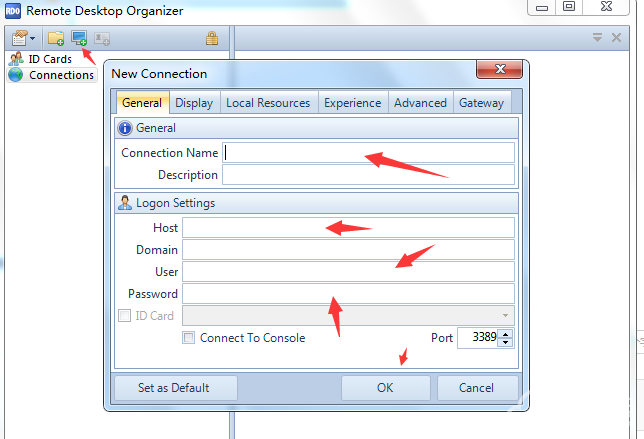 RDO Remote Desktop Organizer
ID Cards
Connections
New Connection
General Display Local Resources Experience Advanced Gateway
General
Connection Name
Description
Logon Settings
Host
Domain
User
Password
ID Card
Connect To Console Port 3389
Set as Default OK Cancel